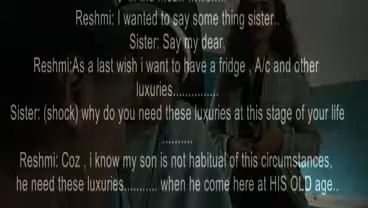 Reshmi: I wanted to say some thing sister..
Sister: Say my dear,
Reshmi:As a last wish i want to have a fridge , A/c and other
luxuries...............
Sister: (shock) why do you need these luxuries at this stage of your life
..........
Reshmi: Coz , i know my son is not habitual of this circumstances,
he need these luxuries........... when he come here at HIS OLD age..